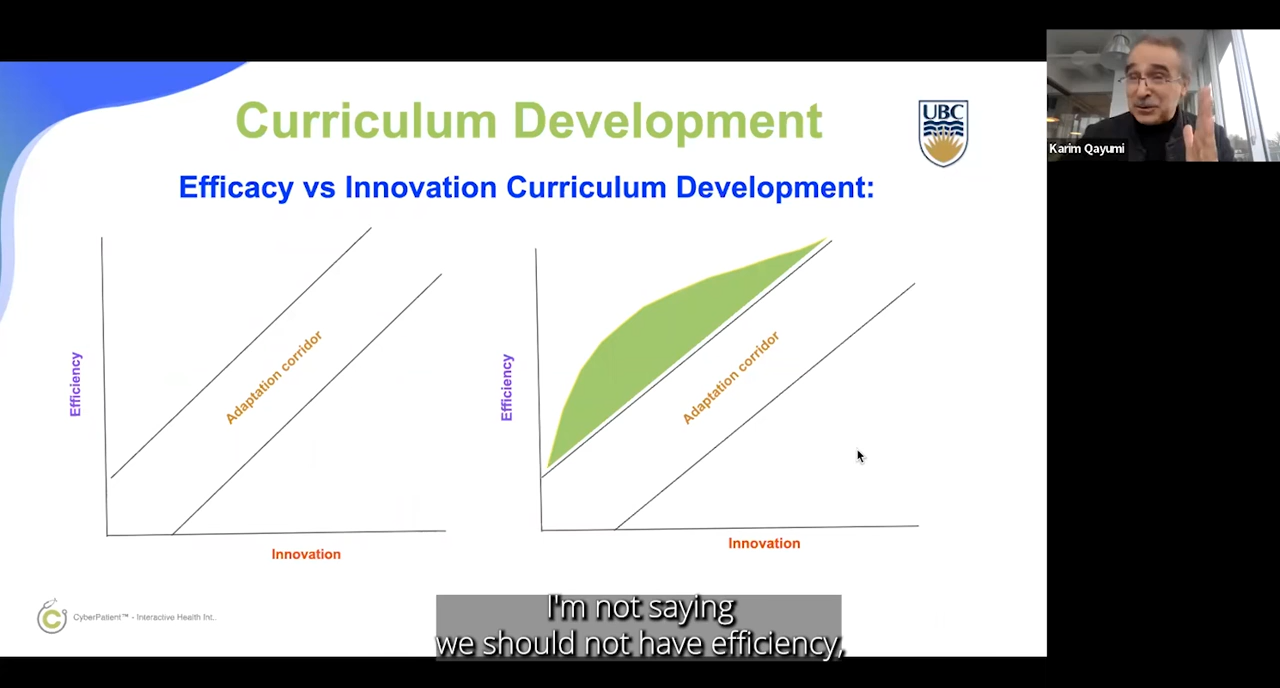 Curriculum Development
UBC
Efficacy vs Innovation Curriculum Development:
Karim Qayumi
Efficiency
Adaptation corridor
Innovation
Efficiency
Adaptation corridor
Innovation
C
CyberPatient™ - Interactive Health Int..
I'm not saying
we should not have efficiency,